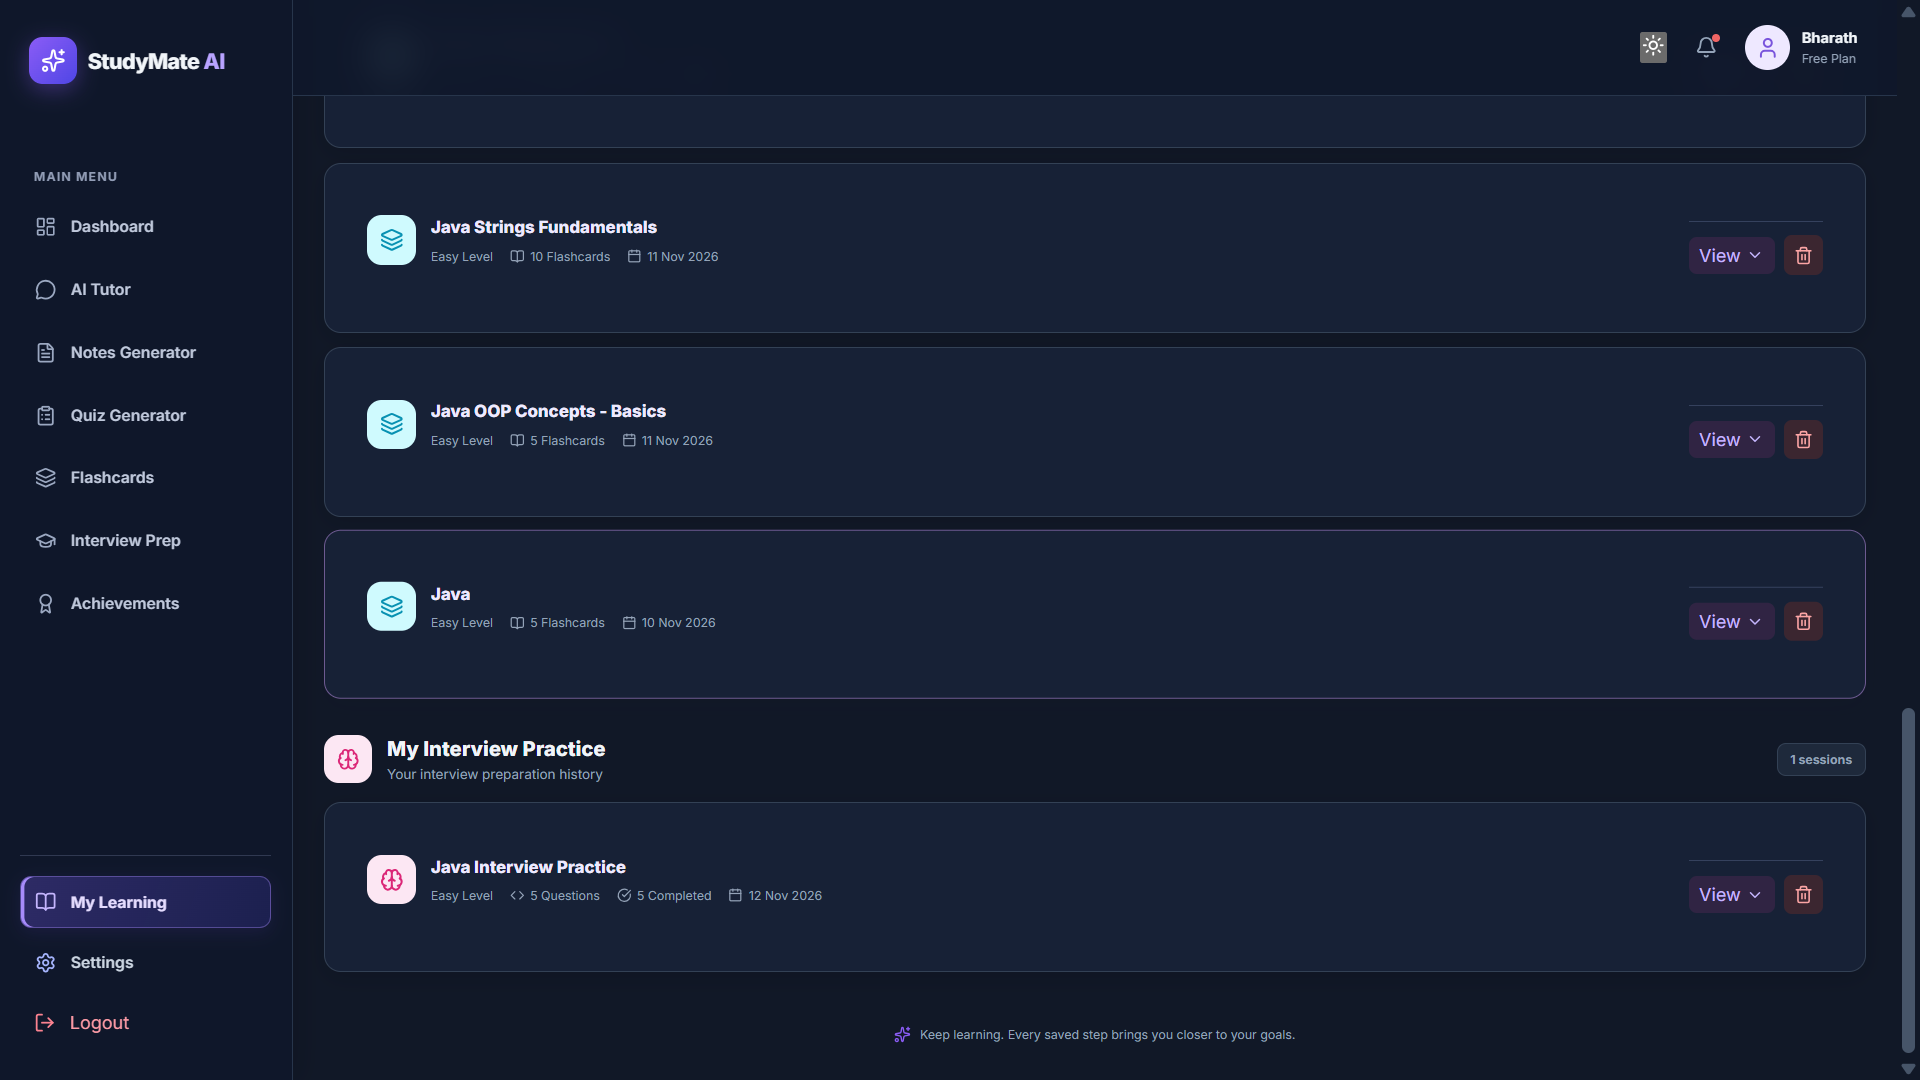 StudyMate AI
Bharath
Free Plan
MAIN MENU
Dashboard
AI Tutor
Notes Generator
Quiz Generator
Flashcards
Interview Prep
Achievements
My Learning
Settings
Logout
Java Strings Fundamentals
Easy Level 10 Flashcards 11 Nov 2026
View
Java OOP Concepts - Basics
Easy Level 5 Flashcards 11 Nov 2026
View
Java
Easy Level 5 Flashcards 10 Nov 2026
View
My Interview Practice
Your interview preparation history
1 sessions
Java Interview Practice
Easy Level 5 Questions 5 Completed 12 Nov 2026
View
Keep learning. Every saved step brings you closer to your goals.